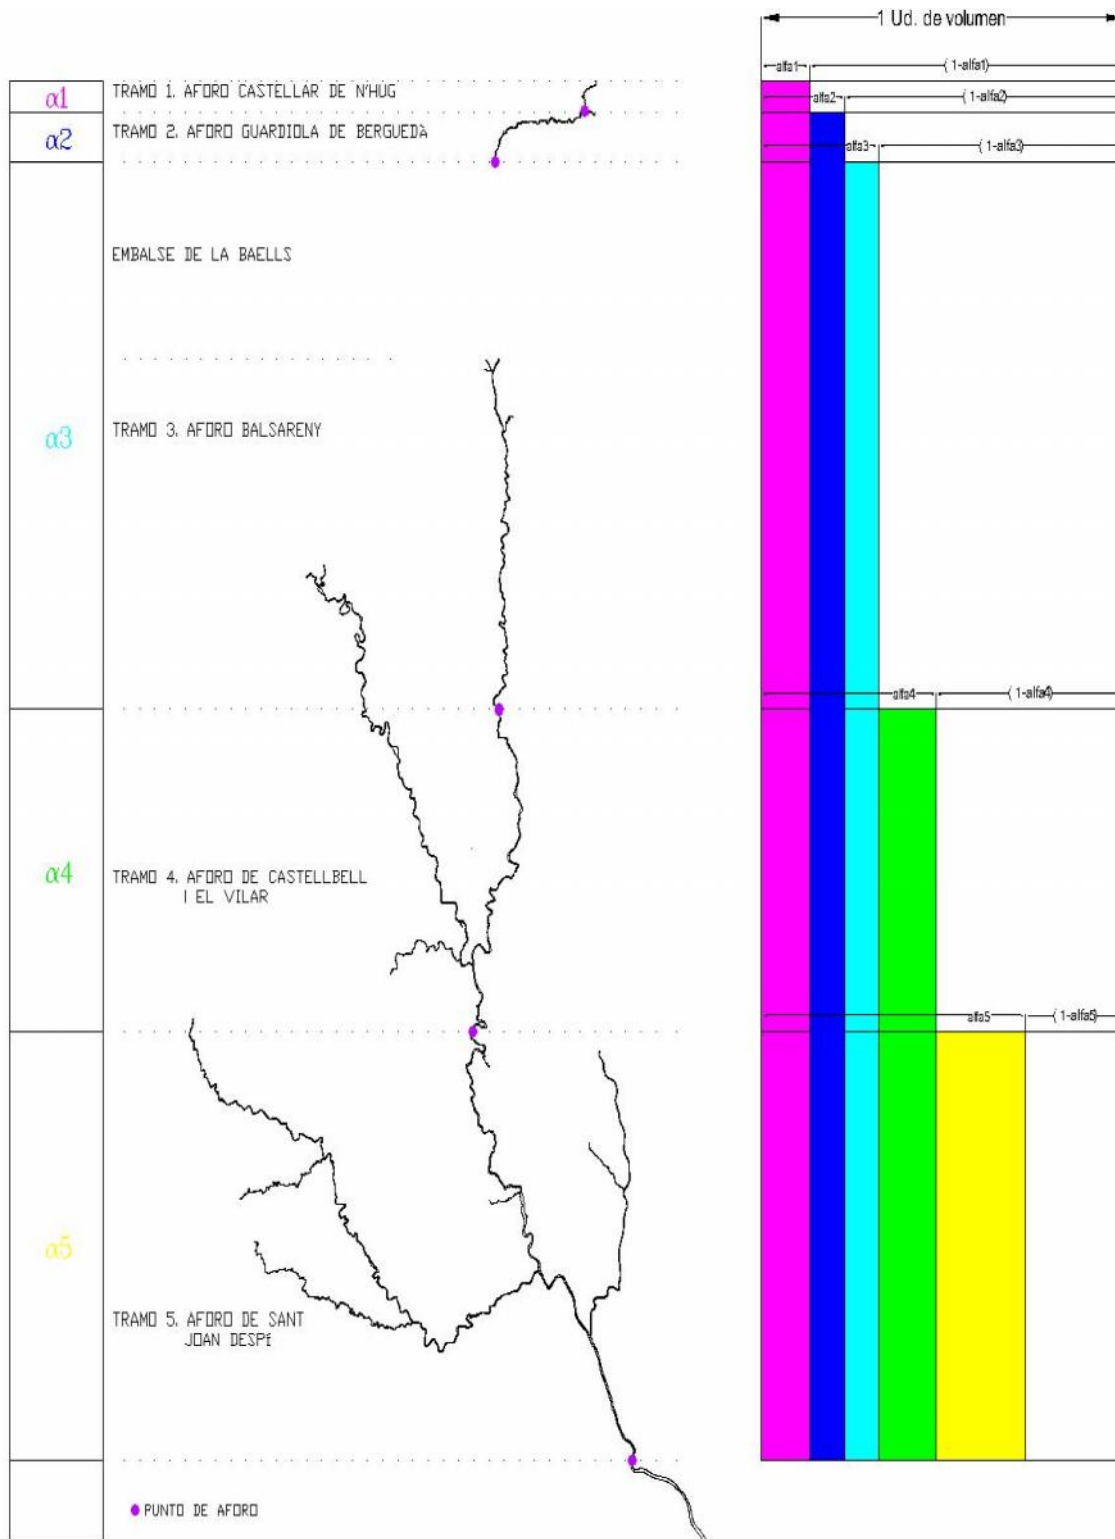 1 Ud. de volumen
alfa1
( 1-alfa1)
α1
TRAMO 1. AFORO CASTELLAR DE N'HUG
alfa2
( 1-alfa2)
α2
TRAMO 2. AFORO GUARDIOLA DE BERGUEDÀ
alfa3
( 1-alfa3)
EMBALSE DE LA BAELLS
α3
TRAMO 3. AFORO BALSARENY
alfa4
( 1-alfa4)
α4
TRAMO 4. AFORO DE CASTELLBELL
I EL VILAR
alfa5
( 1-alfa5)
α5
TRAMO 5. AFORO DE SANT
JOAN DESPÍ
PUNTO DE AFORO